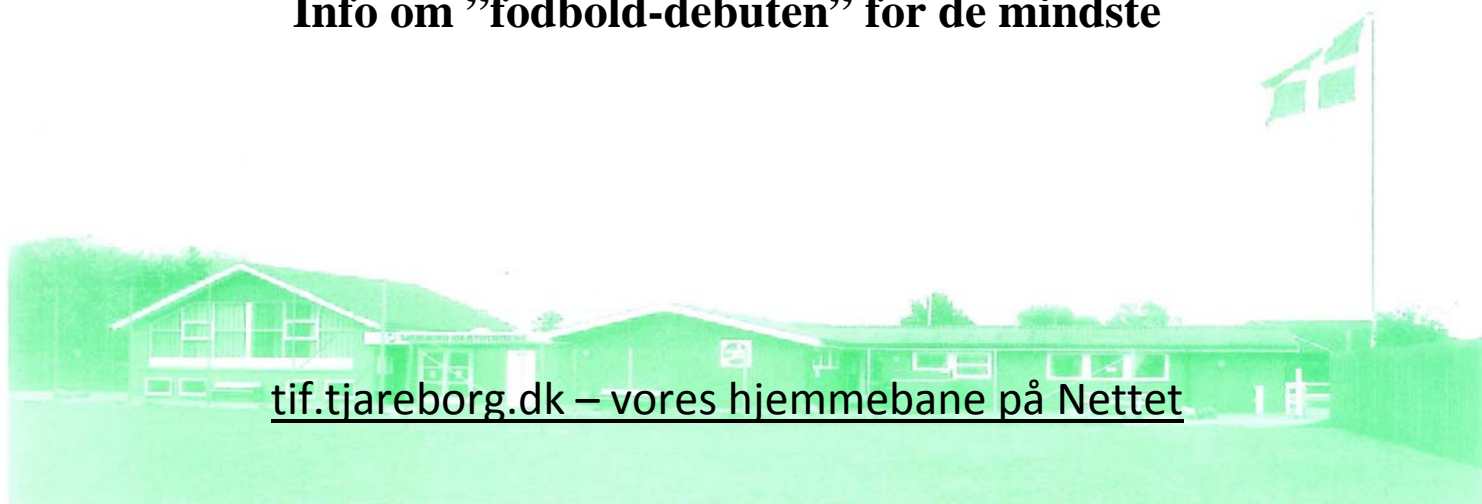 Info om ”fodbold-debuten” for de mindste
tif.tjareborg.dk – vores hjemmebane på Nettet